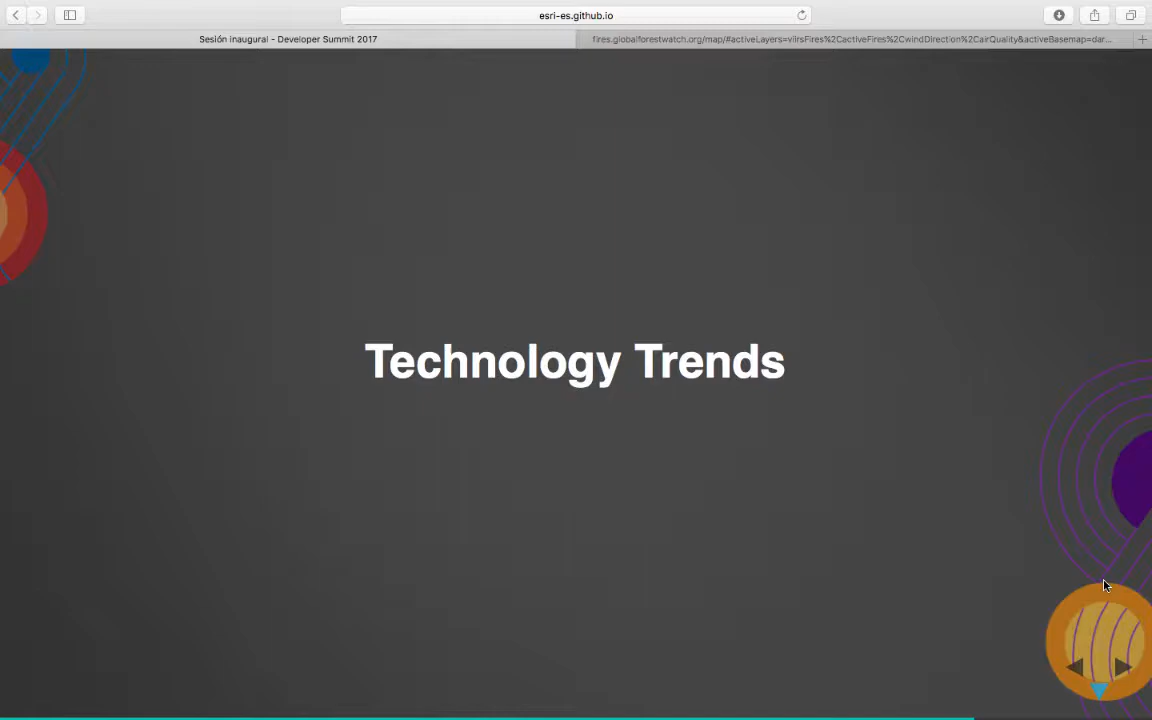 esri-es.github.io
Sesión inaugural - Developer Summit 2017
fires.globalforestwatch.org/map/#activeLayers=viirsFires%2CactiveFires%2CwindDirection%2CairQuality&activeBasemap=dar...
Technology Trends